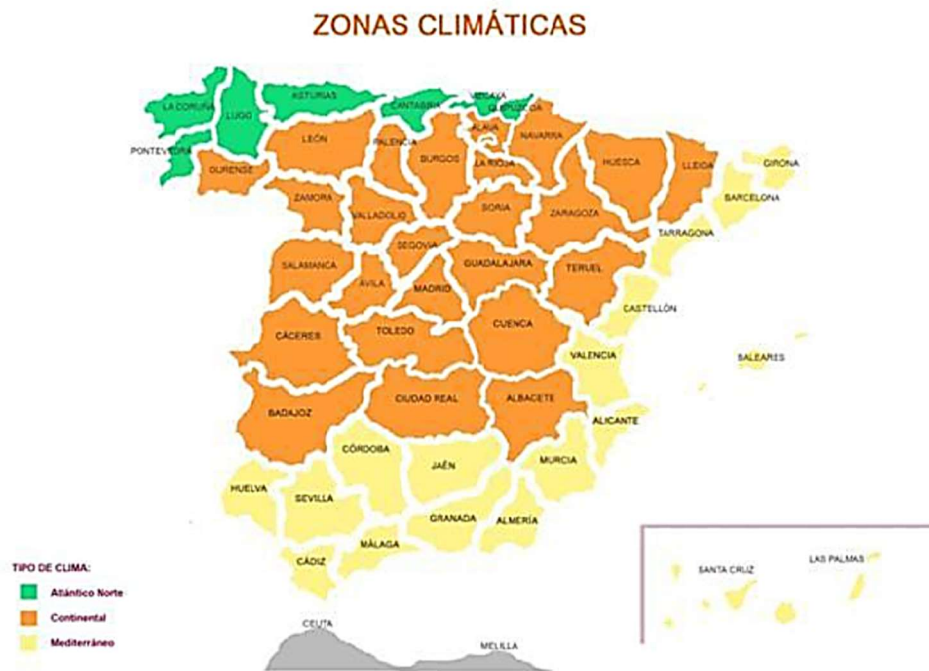 ZONAS CLIMÁTICAS
LA CORUÑA
LUGO
ASTURIAS
CANTABRIA
VIZCAYA
GUIPUZCOA
PONTEVEDRA
OURENSE
LEÓN
PALENCIA
BURGOS
ALAVA
LA RIOJA
NAVARRA
HUESCA
LLEIDA
GIRONA
BARCELONA
ZAMORA
VALLADOLID
SORIA
ZARAGOZA
TARRAGONA
SALAMANCA
ÁVILA
SEGOVIA
MADRID
GUADALAJARA
TERUEL
CASTELLÓN
CÁCERES
TOLEDO
CUENCA
VALENCIA
BALEARES
BADAJOZ
CIUDAD REAL
ALBACETE
ALICANTE
CÓRDOBA
JAÉN
MURCIA
HUELVA
SEVILLA
GRANADA
ALMERÍA
CÁDIZ
MÁLAGA
SANTA CRUZ
LAS PALMAS
TIPO DE CLIMA:
Atlántico Norte
Continental
Mediterráneo
CEUTA
MELILLA